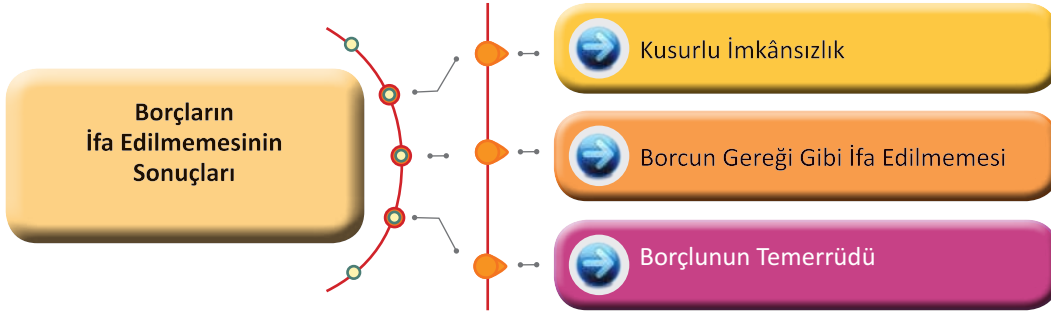 Borçların
İfa Edilmemesinin
Sonuçları
Kusurlu İmkânsızlık
Borcun Gereği Gibi İfa Edilmemesi
Borçlunun Temerrüdü